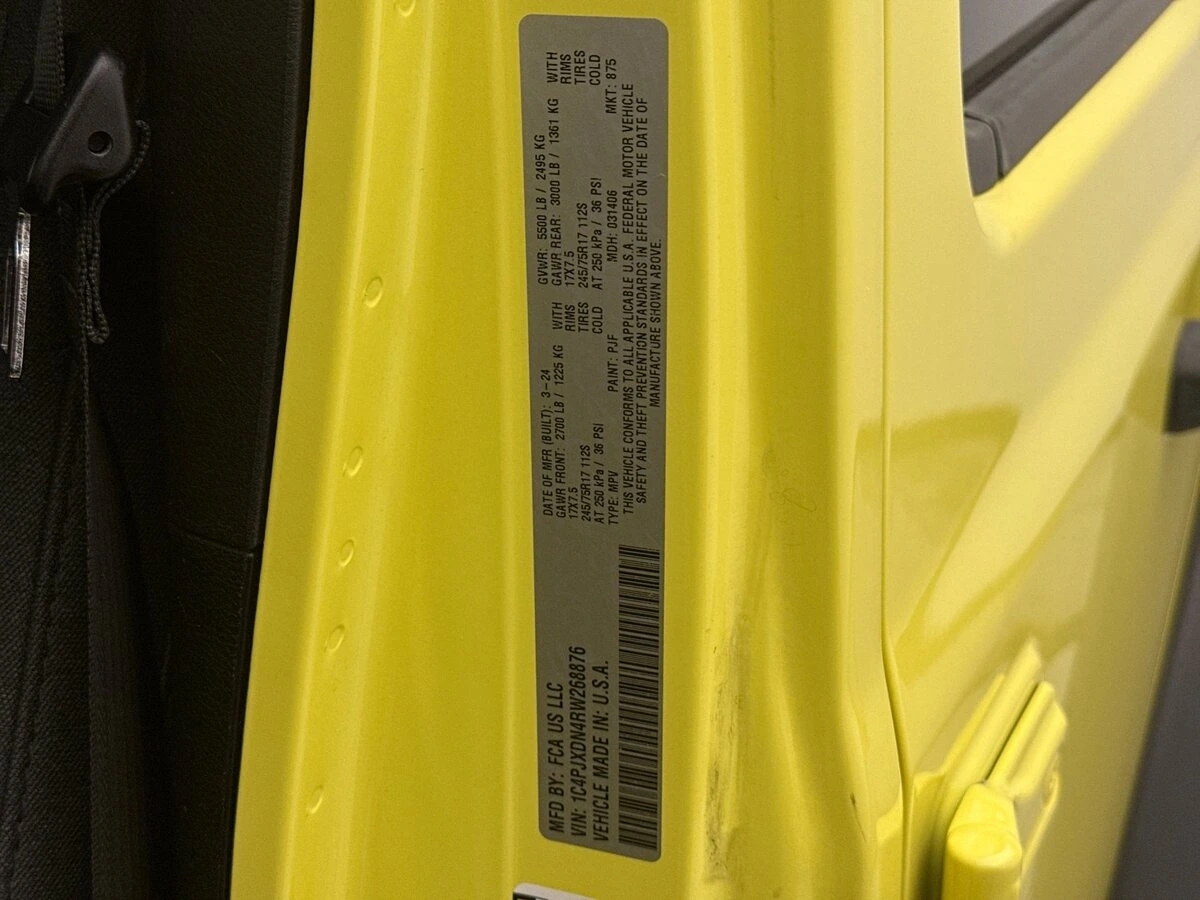 MFD BY: FCA US LLC
VIN: 1C4PJXDN4RW268876
VEHICLE MADE IN: U.S.A.
DATE OF MFR (BUILT): 3-24 GVWR: 5500 LB / 2495 KG
GAWR FRONT: 2700 LB / 1225 KG WITH GAWR REAR: 3000 LB / 1361 KG WITH
17X7.5 RIMS 17X7.5 RIMS
245/75R17 112S TIRES 245/75R17 112S TIRES
AT 250 kPa / 36 PSI COLD AT 250 kPa / 36 PSI COLD
TYPE: MPV PAINT: PJF MDH: 031406 MKT: 875
THIS VEHICLE CONFORMS TO ALL APPLICABLE U.S.A. FEDERAL MOTOR VEHICLE
SAFETY AND THEFT PREVENTION STANDARDS IN EFFECT ON THE DATE OF
MANUFACTURE SHOWN ABOVE.